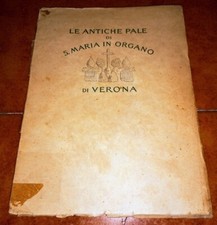 LE ANTICHE PALE
DI
S. MARIA IN ORGANO
DI VERONA